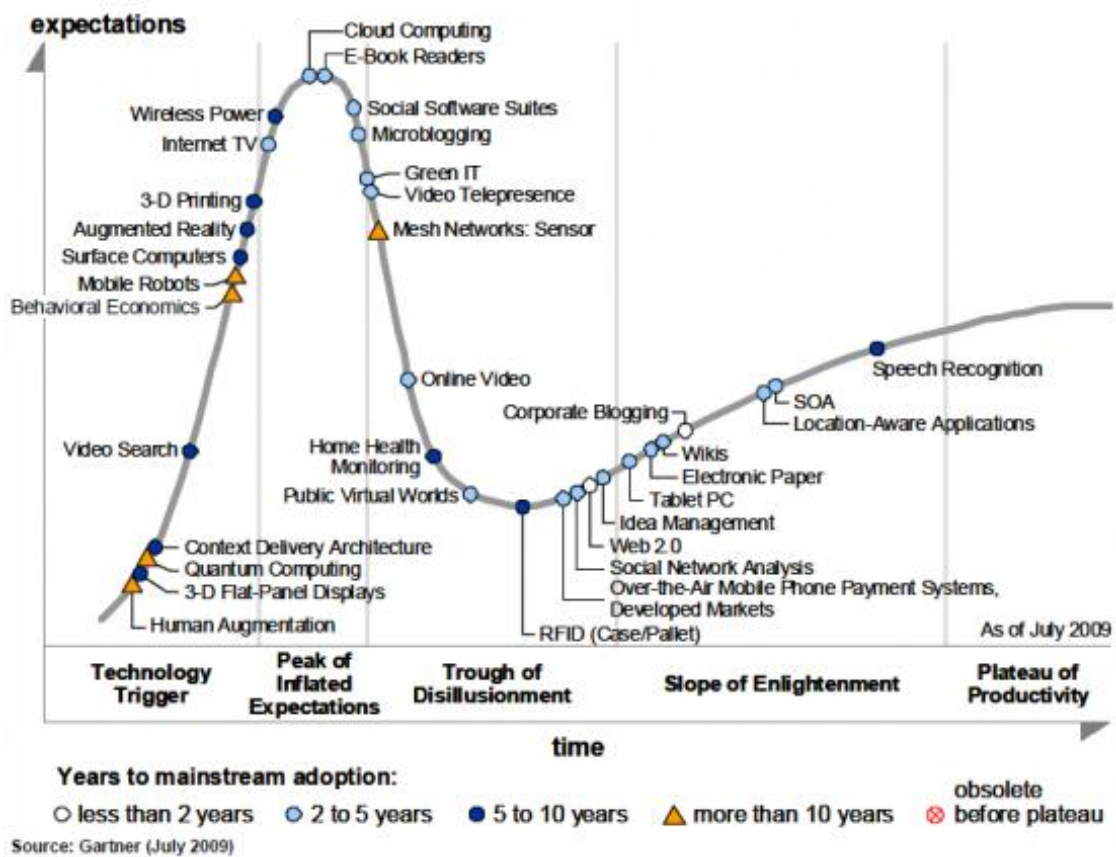 expectations
Cloud Computing
E-Book Readers
Wireless Power
Social Software Suites
Internet TV
Microblogging
Green IT
Video Telepresence
3-D Printing
Augmented Reality
Mesh Networks: Sensor
Surface Computers
Mobile Robots
Behavioral Economics
Online Video
Speech Recognition
SOA
Corporate Blogging
Location-Aware Applications
Video Search
Home Health
Monitoring
Wikis
Electronic Paper
Public Virtual Worlds
Tablet PC
Idea Management
Web 2.0
Context Delivery Architecture
Quantum Computing
Social Network Analysis
3-D Flat-Panel Displays
Over-the-Air Mobile Phone Payment Systems,
Developed Markets
Human Augmentation
RFID (Case/Pallet)
As of July 2009
Technology
Trigger
Peak of
Inflated
Expectations
Trough of
Disillusionment
Slope of Enlightenment
Plateau of
Productivity
time
Years to mainstream adoption:
less than 2 years
2 to 5 years
5 to 10 years
more than 10 years
obsolete
before plateau
Source: Gartner (July 2009)